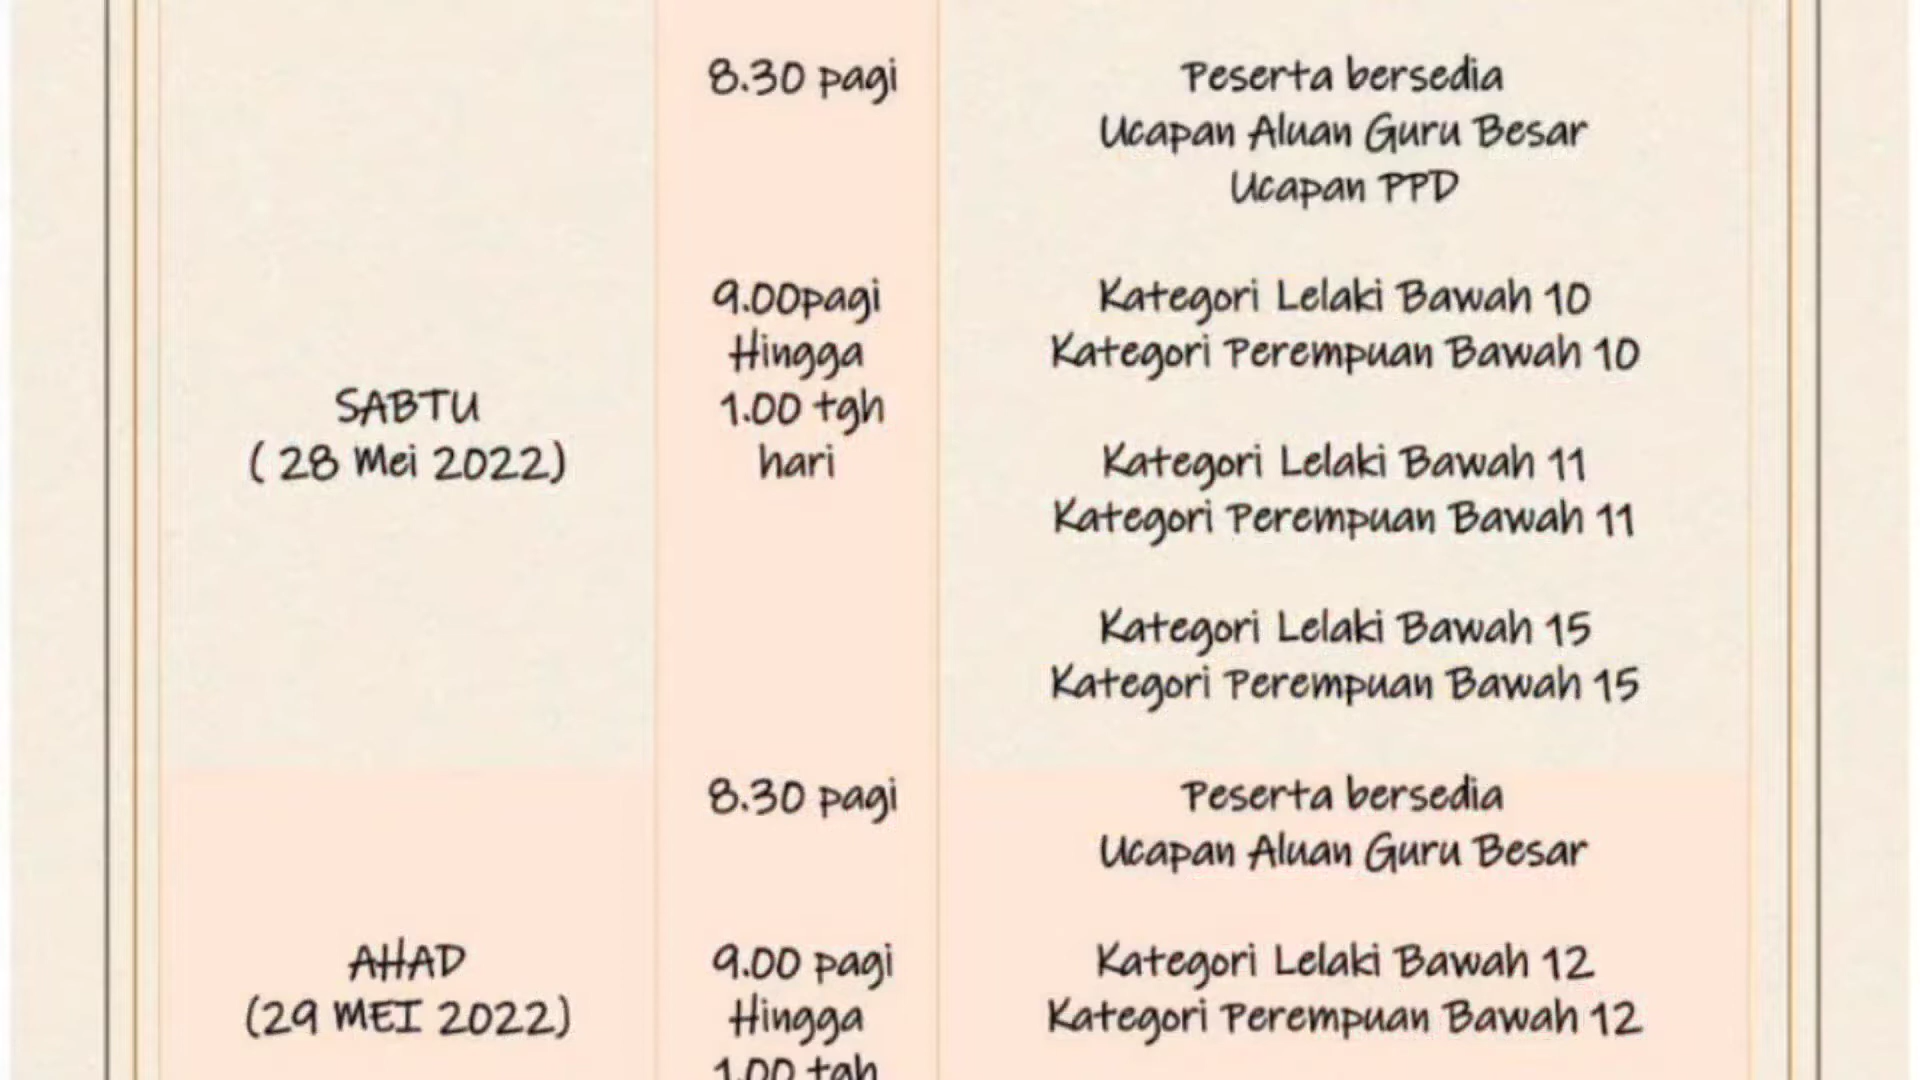 8.30 pagi
Peserta bersedia
Ucapan Aluan Guru Besar
Ucapan PPD
SABTU
( 28 Mei 2022)
9.00pagi
Hingga
1.00 tgh
hari
Kategori Lelaki Bawah 10
Kategori Perempuan Bawah 10
Kategori Lelaki Bawah 11
Kategori Perempuan Bawah 11
Kategori Lelaki Bawah 15
Kategori Perempuan Bawah 15
8.30 pagi
Peserta bersedia
Ucapan Aluan Guru Besar
AHAD
(29 MEI 2022)
9.00 pagi
Hingga
1.00 tgh
Kategori Lelaki Bawah 12
Kategori Perempuan Bawah 12